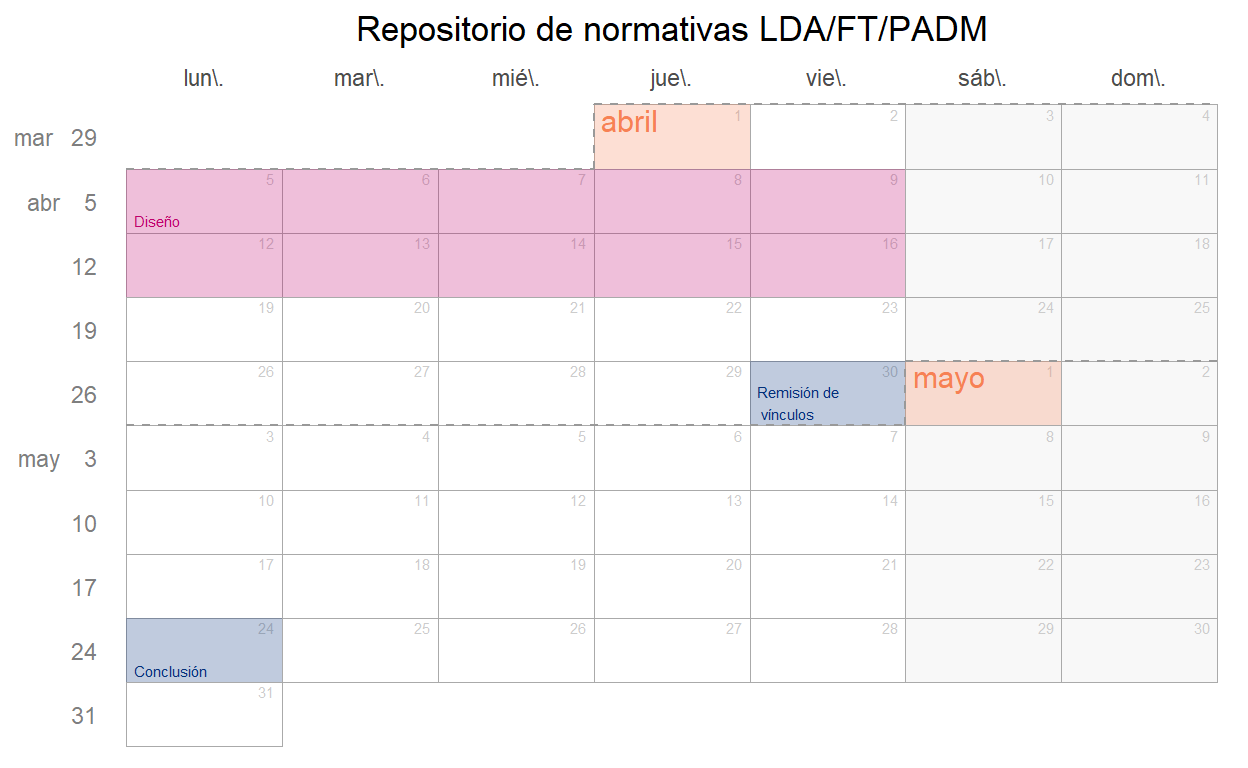 Repositorio de normativas LDA/FT/PADM
lun\. mar\. mié\. jue\. vie\. sáb\. dom\.
mar 29 abril 1 2 3 4
abr 5 5 6 7 8 9 10 11
Diseño
12 12 13 14 15 16 17 18
19 19 20 21 22 23 24 25
26 26 27 28 29 30 mayo 1 2
Remisión de
vínculos
may 3 3 4 5 6 7 8 9
10 10 11 12 13 14 15 16
17 17 18 19 20 21 22 23
24 24 25 26 27 28 29 30
Conclusión
31 31